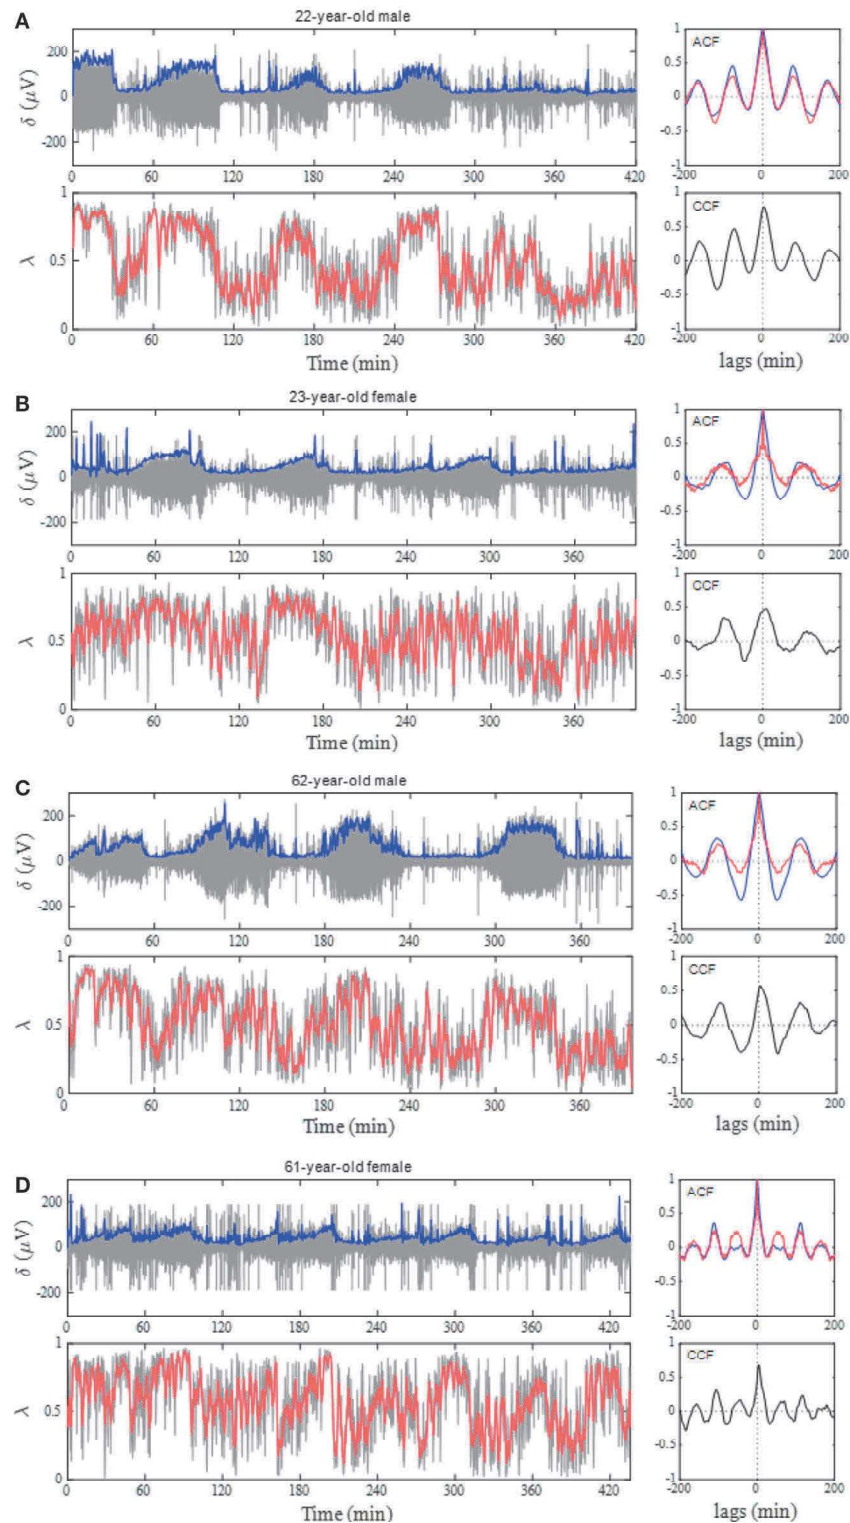 A
22-year-old male
200
0
-200
δ (μV)
0 60 120 180 240 300 360 420
ACF
1
0.5
0
-0.5
-1
-200 0 200
1
0.5
0
λ
0 60 120 180 240 300 360 420
Time (min)
CCF
1
0.5
0
-0.5
-1
-200 0 200
lags (min)
B
23-year-old female
200
0
-200
δ (μV)
0 60 120 180 240 300 360
ACF
1
0.5
0
-0.5
-1
-200 0 200
1
0.5
0
λ
0 60 120 180 240 300 360
Time (min)
CCF
1
0.5
0
-0.5
-1
-200 0 200
lags (min)
C
62-year-old male
200
0
-200
δ (μV)
0 60 120 180 240 300 360
ACF
1
0.5
0
-0.5
-1
-200 0 200
1
0.5
0
λ
0 60 120 180 240 300 360
Time (min)
CCF
1
0.5
0
-0.5
-1
-200 0 200
lags (min)
D
61-year-old female
200
0
-200
δ (μV)
0 60 120 180 240 300 360 420
ACF
1
0.5
0
-0.5
-1
-200 0 200
1
0.5
0
λ
0 60 120 180 240 300 360 420
Time (min)
CCF
1
0.5
0
-0.5
-1
-200 0 200
lags (min)